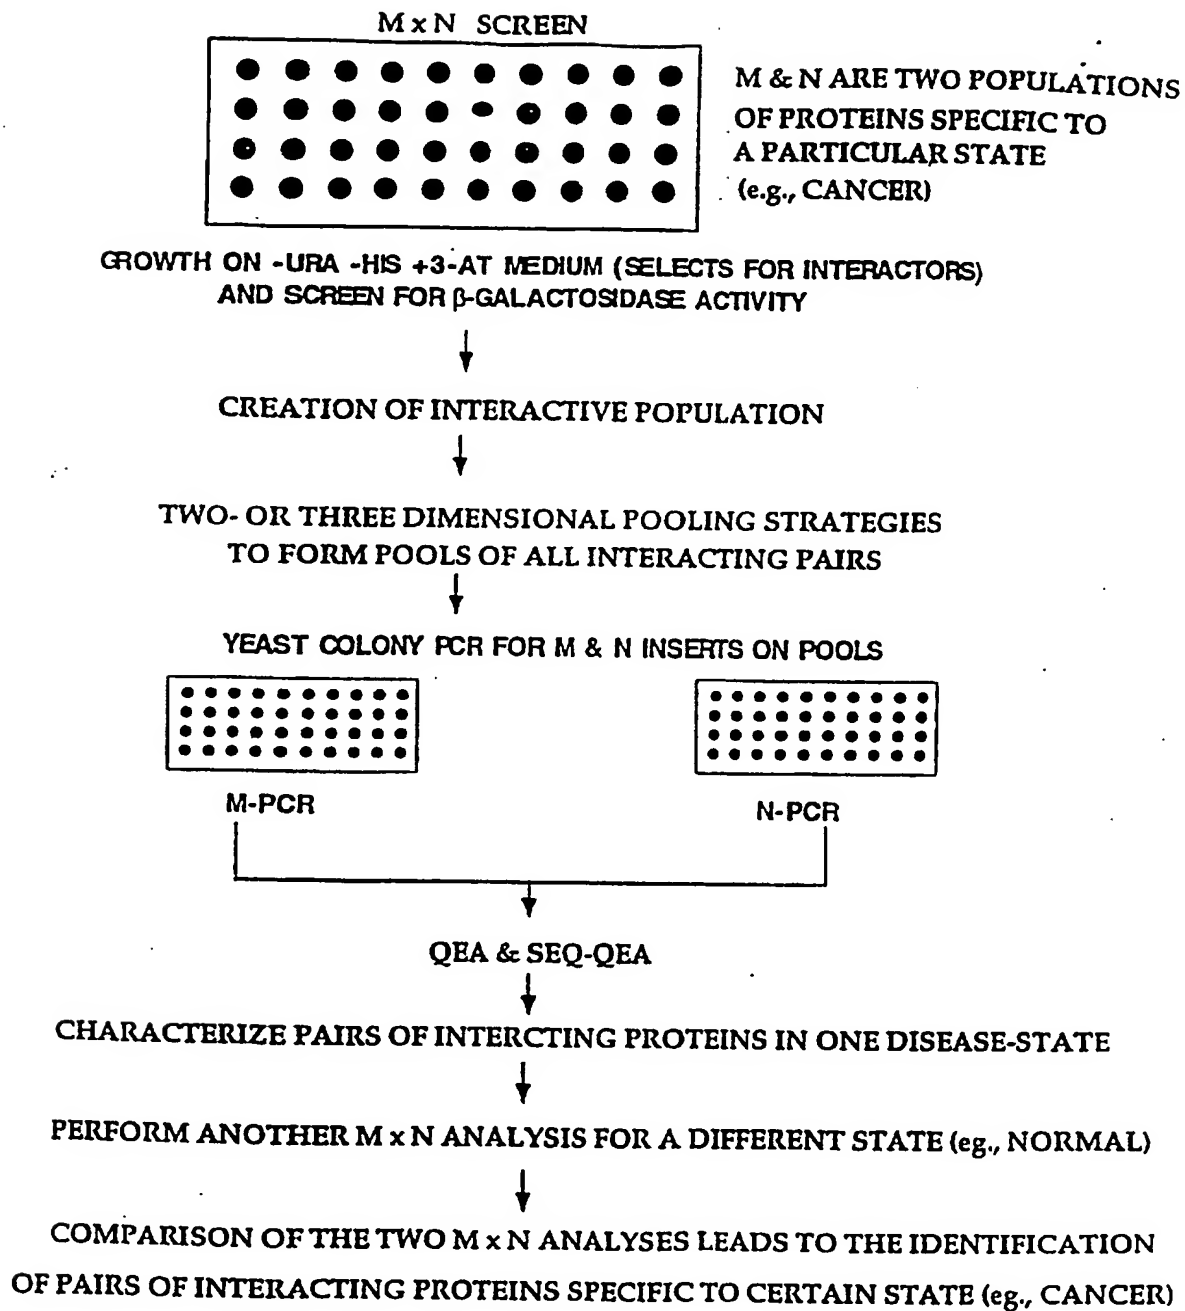 M x N SCREEN
M & N ARE TWO POPULATIONS
OF PROTEINS SPECIFIC TO
A PARTICULAR STATE
(e.g., CANCER)
GROWTH ON -URA -HIS +3-AT MEDIUM (SELECTS FOR INTERACTORS)
AND SCREEN FOR β-GALACTOSIDASE ACTIVITY
CREATION OF INTERACTIVE POPULATION
TWO- OR THREE DIMENSIONAL POOLING STRATEGIES
TO FORM POOLS OF ALL INTERACTING PAIRS
YEAST COLONY PCR FOR M & N INSERTS ON POOLS
M-PCR
N-PCR
QEA & SEQ-QEA
CHARACTERIZE PAIRS OF INTERCTING PROTEINS IN ONE DISEASE-STATE
PERFORM ANOTHER M x N ANALYSIS FOR A DIFFERENT STATE (eg., NORMAL)
COMPARISON OF THE TWO M x N ANALYSES LEADS TO THE IDENTIFICATION
OF PAIRS OF INTERACTING PROTEINS SPECIFIC TO CERTAIN STATE (eg., CANCER)